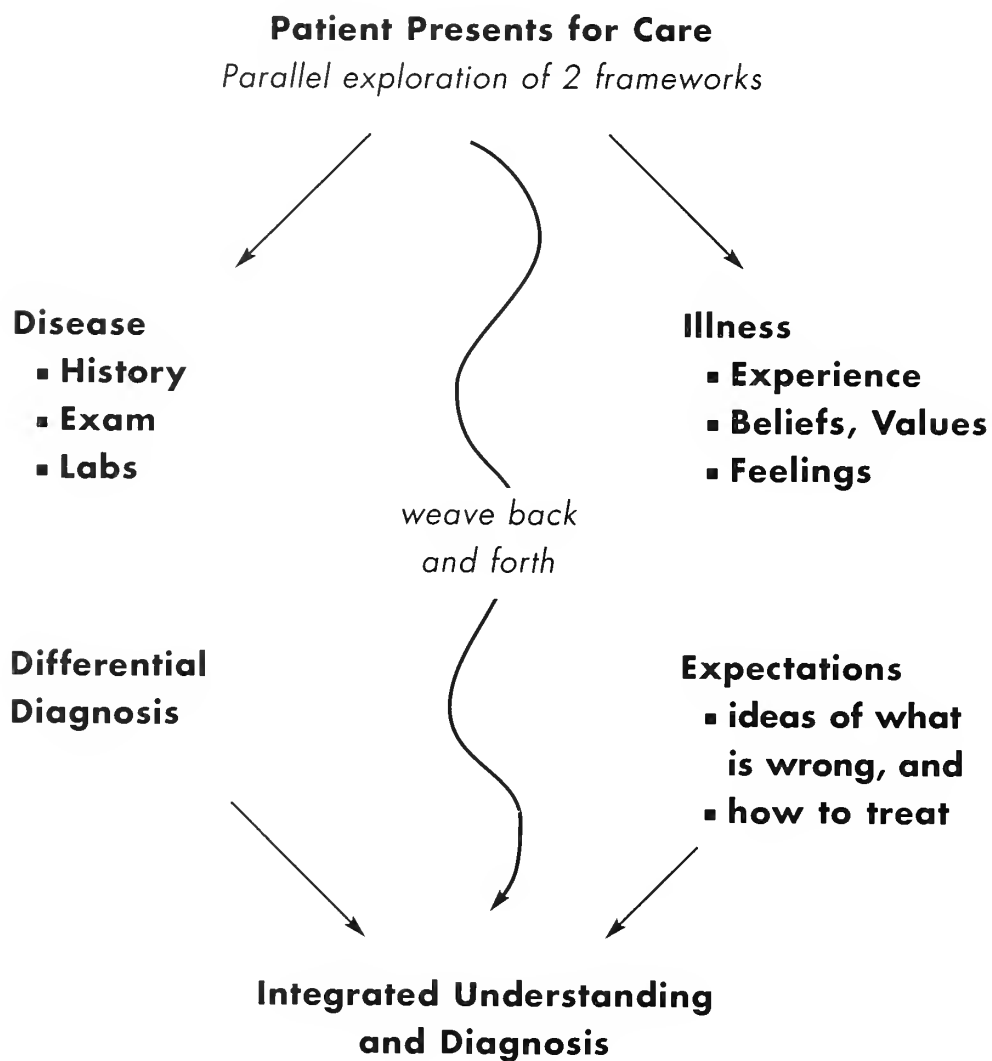 Patient Presents for Care
Parallel exploration of 2 frameworks
Disease
▪ History
▪ Exam
▪ Labs
Illness
▪ Experience
▪ Beliefs, Values
▪ Feelings
weave back
and forth
Differential
Diagnosis
Expectations
▪ ideas of what
is wrong, and
▪ how to treat
Integrated Understanding
and Diagnosis